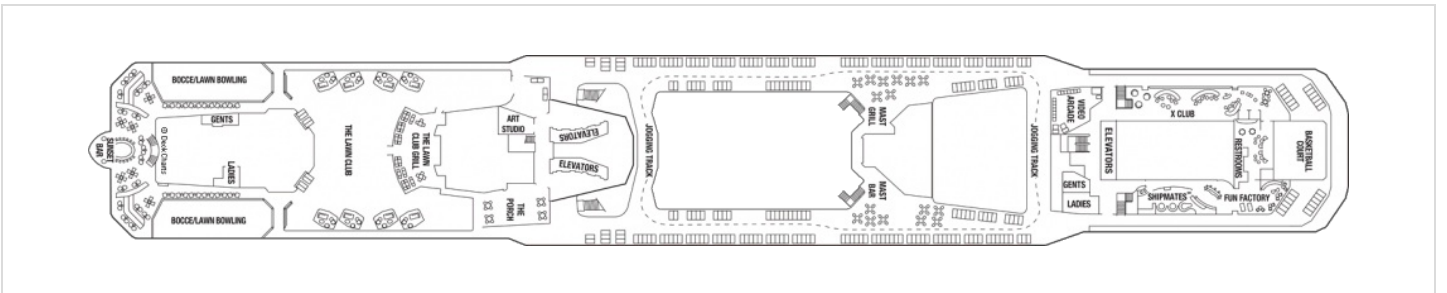 BOCCE/LAWN BOWLING
GENTS
SUNSET
BAR
Deck Chairs
LADIES
BOCCE/LAWN BOWLING
THE LAWN CLUB
THE LAWN
CLUB GRILL
ART
STUDIO
ELEVATORS
ELEVATORS
THE
PORCH
JOGGING TRACK
MAST
GRILL
MAST
BAR
JOGGING TRACK
VIDEO
ARCADE
ELEVATORS
GENTS
LADIES
X CLUB
RESTROOMS
SHIPMATES
FUN FACTORY
BASKETBALL
COURT